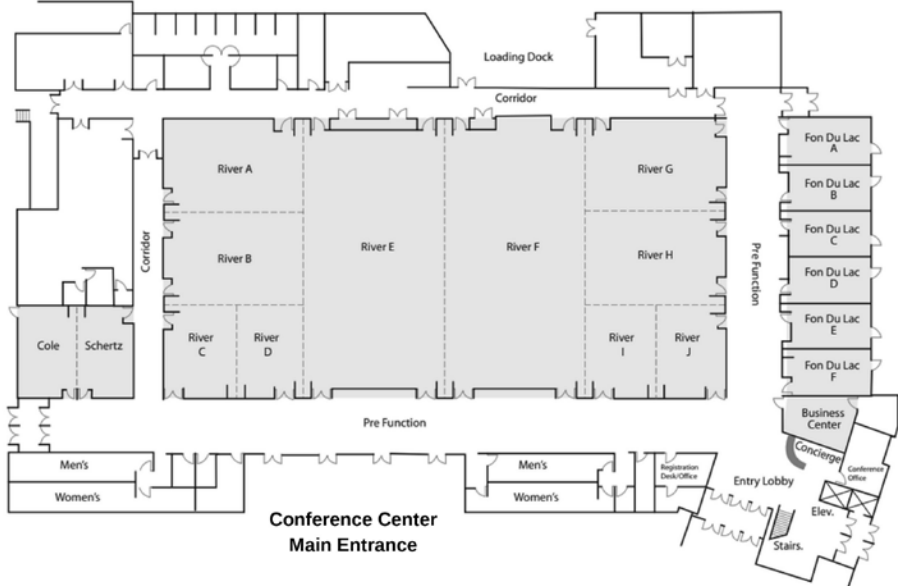 Loading Dock
Corridor
Fon Du Lac
A
River A
River G
Fon Du Lac
B
Fon Du Lac
C
Corridor
River B
River E
River F
River H
Pre Function
Fon Du Lac
D
Fon Du Lac
E
Cole
Schertz
River
C
River
D
River
I
River
J
Fon Du Lac
F
Pre Function
Business
Center
Concierge
Men's
Women's
Men's
Women's
Registration
Desk/Office
Entry Lobby
Conference
Office
Elev.
Stairs.
Conference Center
Main Entrance